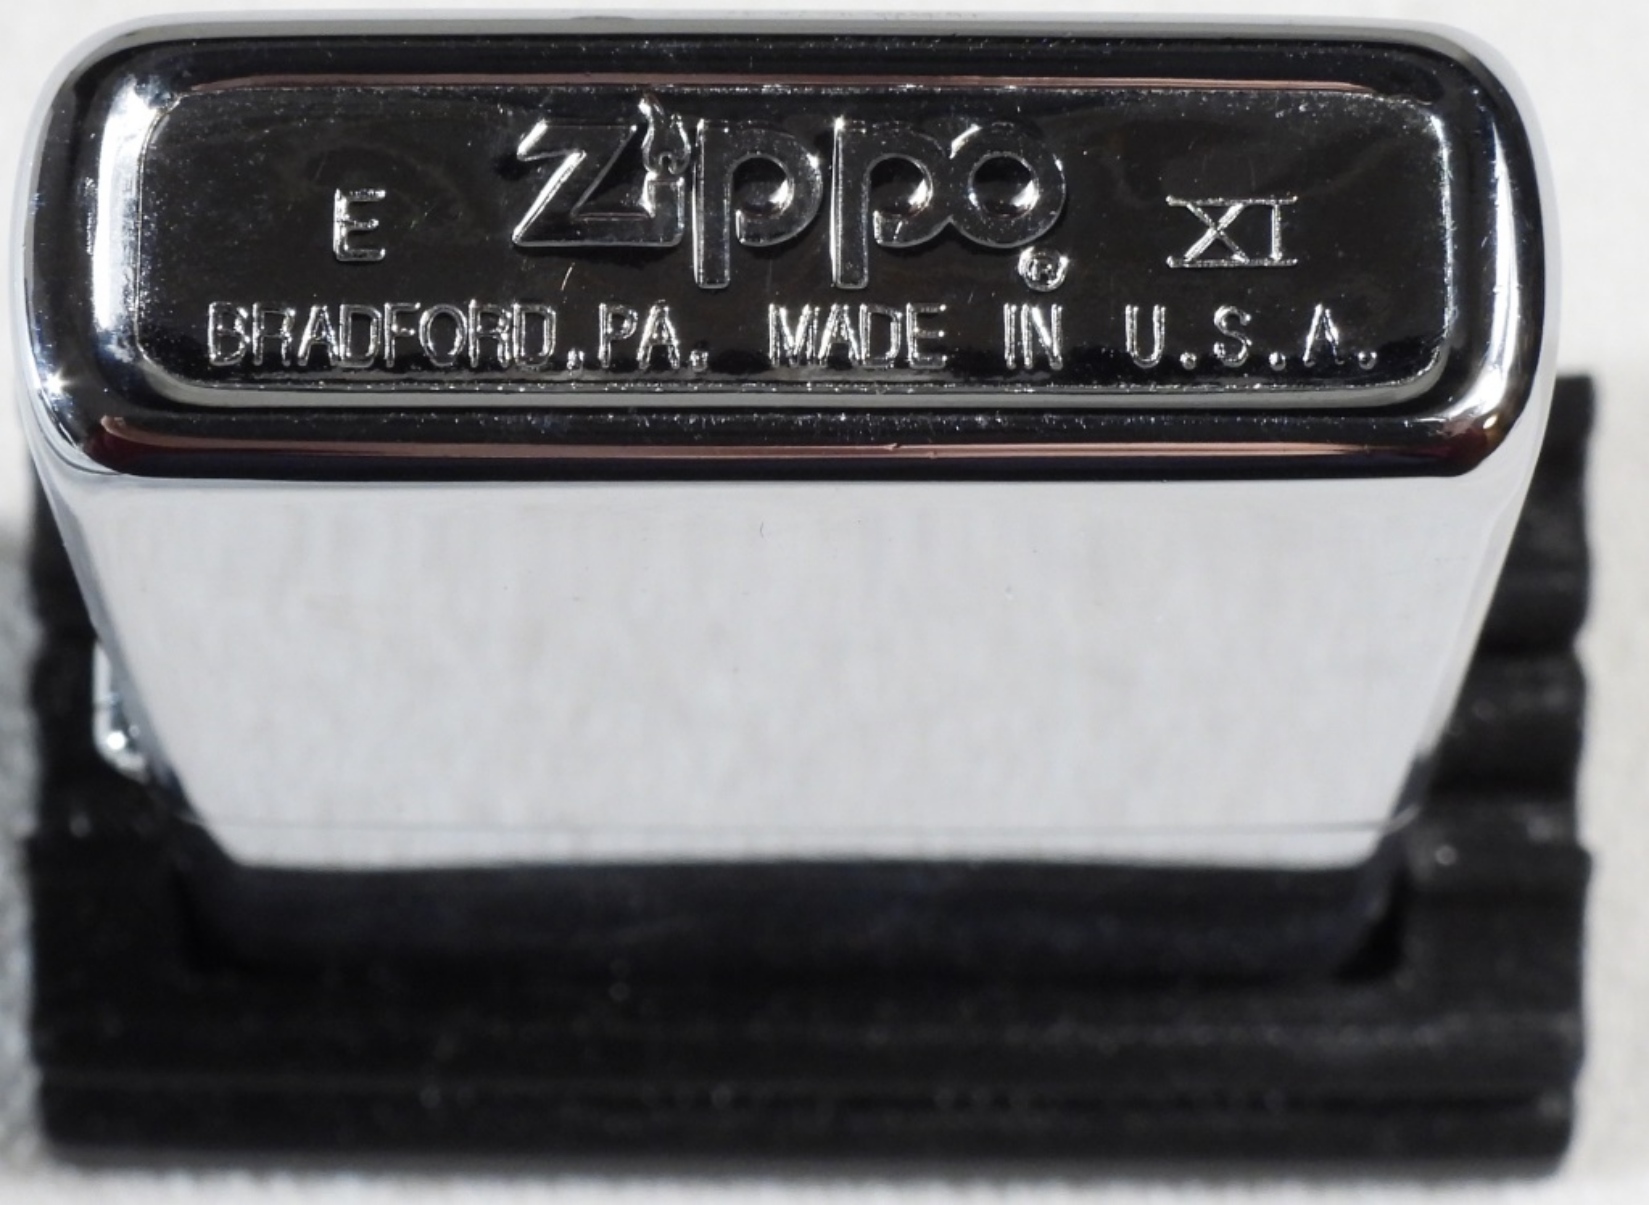 E Zippo® XI
BRADFORD,PA. MADE IN U.S.A.